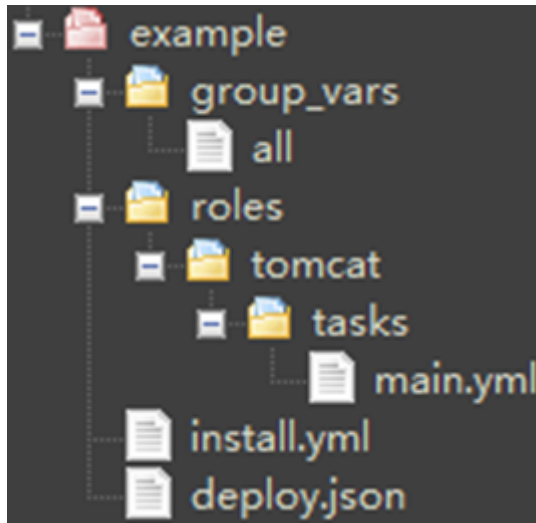 example
group_vars
all
roles
tomcat
tasks
main.yml
install.yml
deploy.json